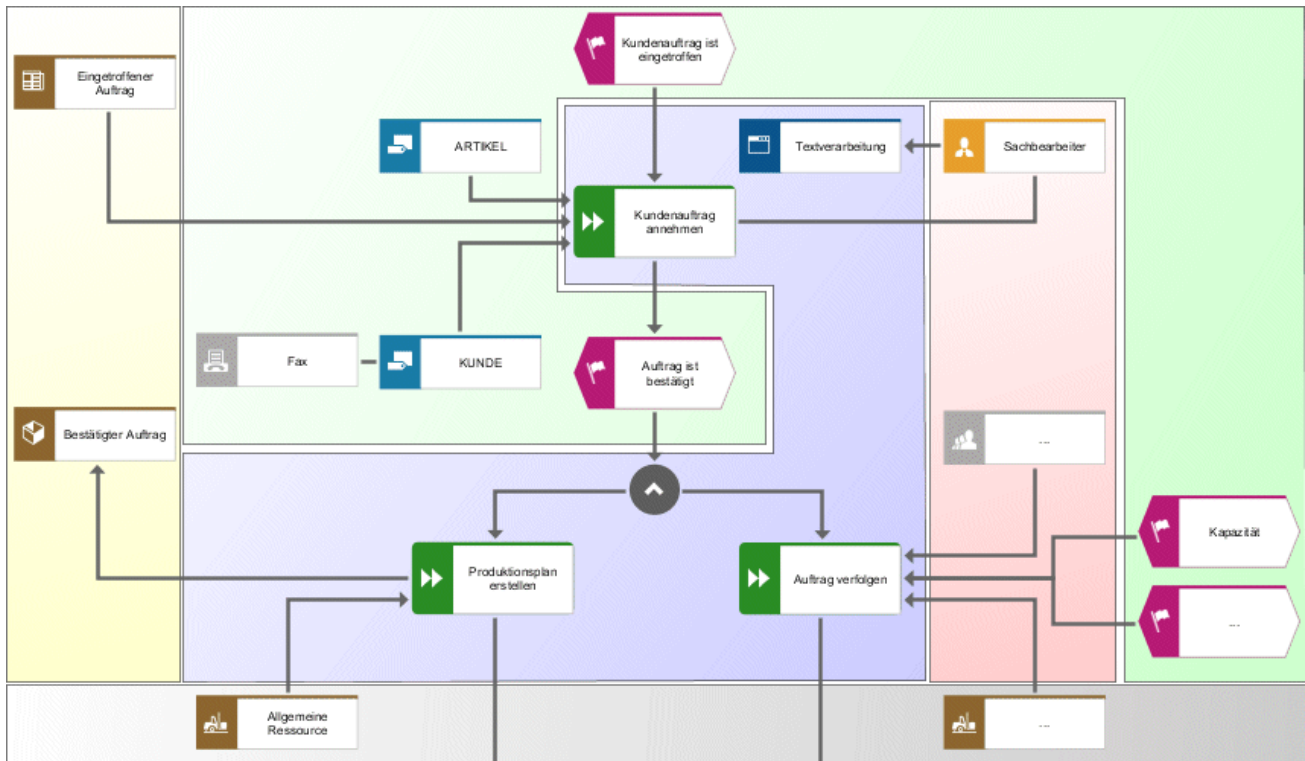 Kundenauftrag ist
eingetroffen
Eingetroffener
Auftrag
ARTIKEL
Textverarbeitung
Sachbearbeiter
Kundenauftrag
annehmen
Fax
KUNDE
Auftrag ist
bestätigt
Bestätigter Auftrag
...
Kapazität
Produktionsplan
erstellen
Auftrag verfolgen
...
Allgemeine
Ressource
...